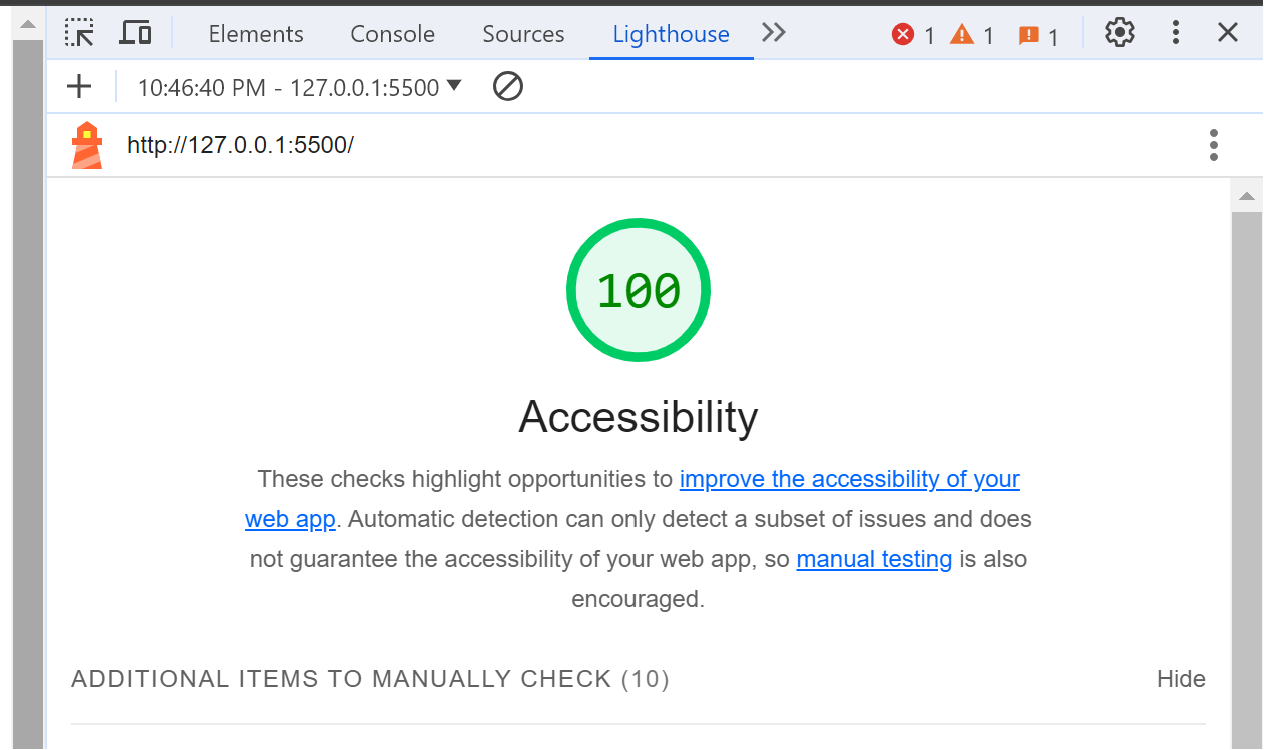 Elements Console Sources Lighthouse 1 1 1
10:46:40 PM - 127.0.0.1:5500
http://127.0.0.1:5500/
100
Accessibility
These checks highlight opportunities to improve the accessibility of your
web app. Automatic detection can only detect a subset of issues and does
not guarantee the accessibility of your web app, so manual testing is also
encouraged.
ADDITIONAL ITEMS TO MANUALLY CHECK (10) Hide